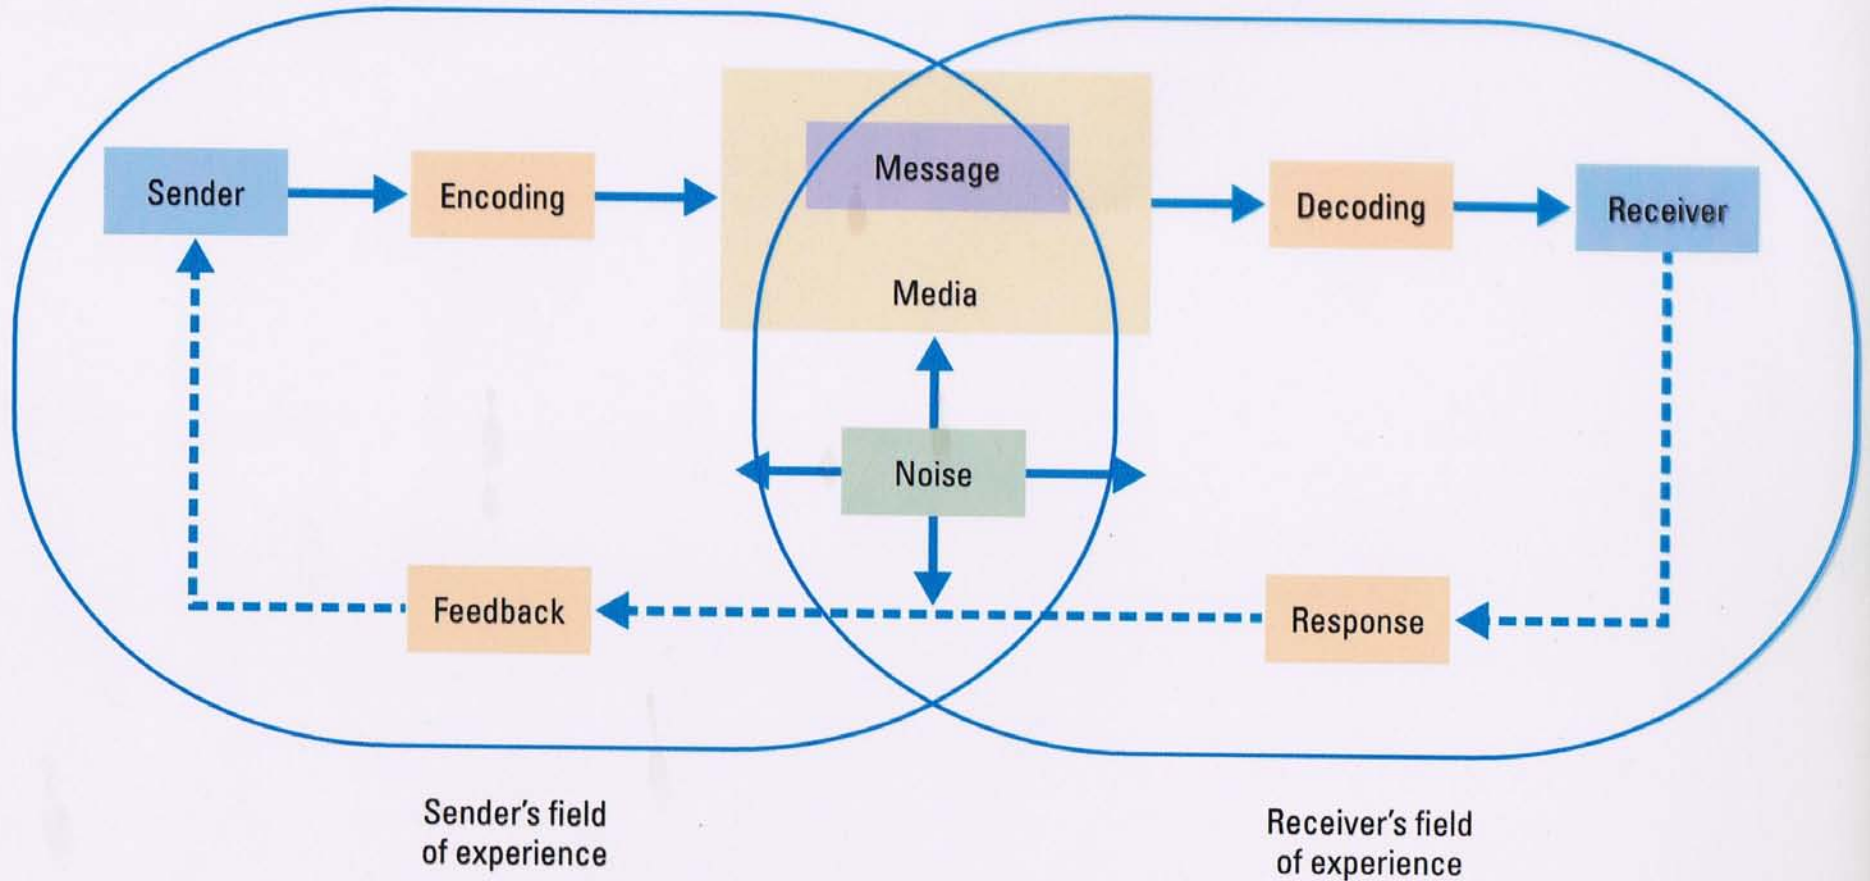 Sender
Encoding
Message
Media
Decoding
Receiver
Noise
Feedback
Response
Sender's field
of experience
Receiver's field
of experience